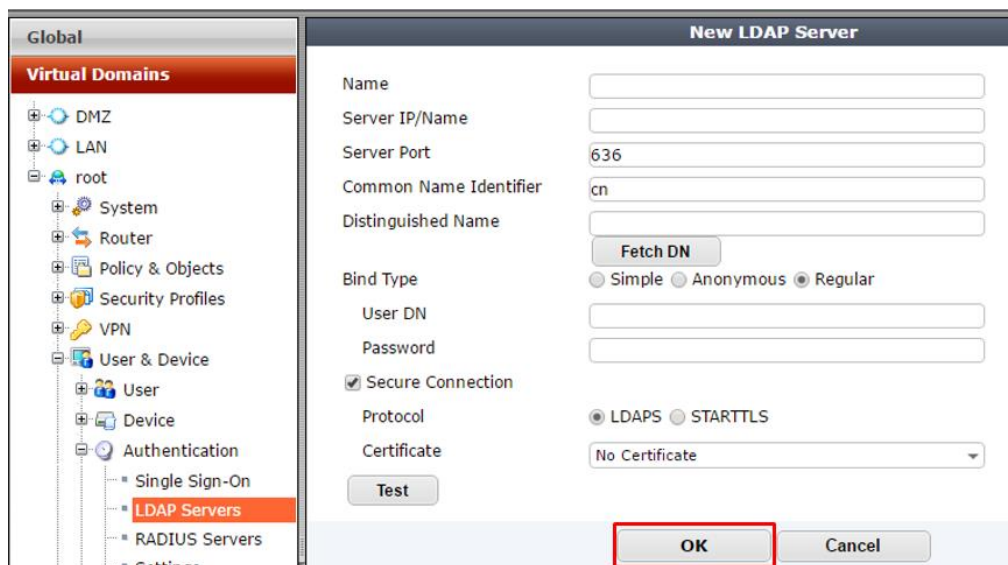 Global
Virtual Domains
DMZ
LAN
root
System
Router
Policy & Objects
Security Profiles
VPN
User & Device
User
Device
Authentication
Single Sign-On
LDAP Servers
RADIUS Servers
Settings
New LDAP Server
Name
Server IP/Name
Server Port 636
Common Name Identifier cn
Distinguished Name
Fetch DN
Bind Type Simple Anonymous Regular
User DN
Password
Secure Connection
Protocol LDAPS STARTTLS
Certificate No Certificate
Test
OK Cancel